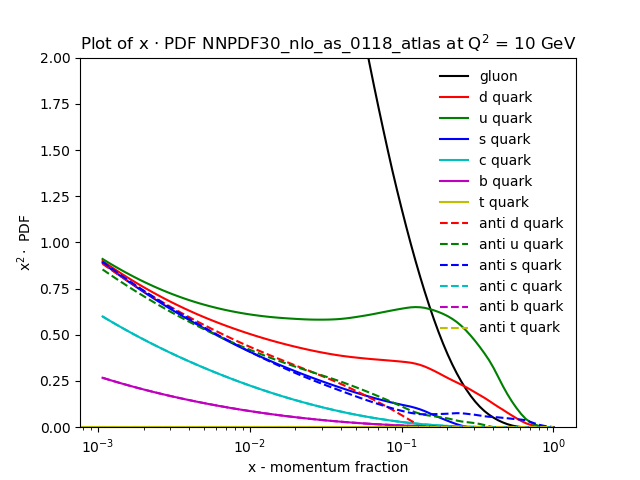 Plot of x · PDF NNPDF30_nlo_as_0118_atlas at Q² = 10 GeV
2.00
1.75
1.50
1.25
1.00
0.75
0.50
0.25
0.00
x² · PDF
gluon
d quark
u quark
s quark
c quark
b quark
t quark
anti d quark
anti u quark
anti s quark
anti c quark
anti b quark
anti t quark
10⁻³ 10⁻² 10⁻¹ 10⁰
x - momentum fraction